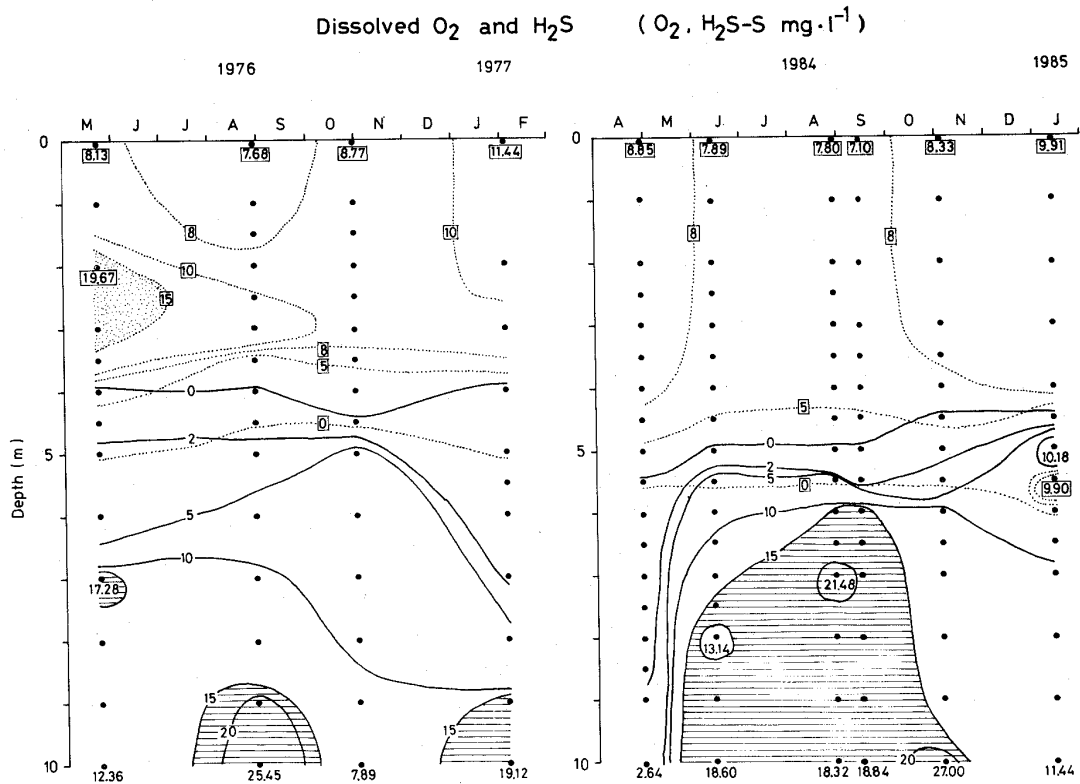 Dissolved O₂ and H₂S (O₂, H₂S-S mg·l⁻¹)
1976 1977 1984 1985
M J J A S O N D J F
A M J J A S O N D J
0 8.13 7.68 8.77 11.44
0 8.85 7.89 7.80 7.10 8.33 9.91
8 10 8 8
10
19.67 15
8
5
0
5
0
2
0
5
0
2
5
0
10.18
9.90
5
10
10
15
17.28
21.48
13.14
15
20
15
20
10
10
12.36 25.45 7.89 19.12
2.64 18.60 18.32 18.84 27.00 11.44
Depth (m)